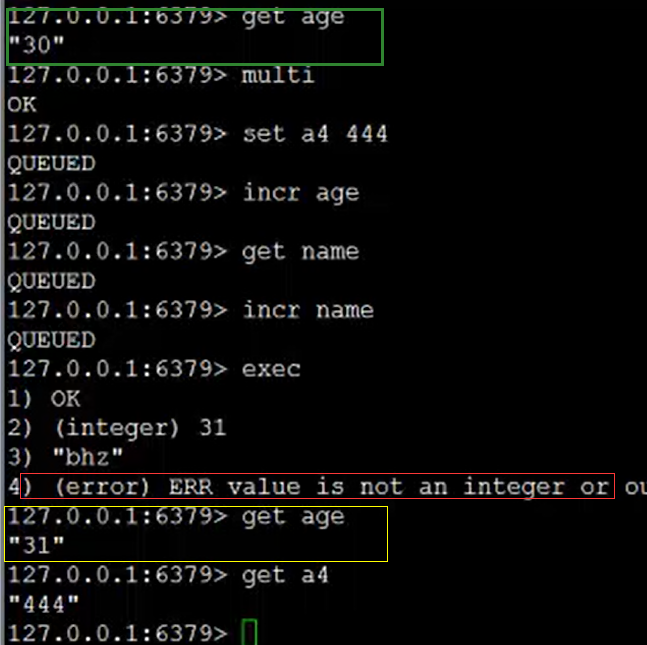 127.0.0.1:6379> get age
"30"
127.0.0.1:6379> multi
OK
127.0.0.1:6379> set a4 444
QUEUED
127.0.0.1:6379> incr age
QUEUED
127.0.0.1:6379> get name
QUEUED
127.0.0.1:6379> incr name
QUEUED
127.0.0.1:6379> exec
1) OK
2) (integer) 31
3) "bhz"
4) (error) ERR value is not an integer or ou
127.0.0.1:6379> get age
"31"
127.0.0.1:6379> get a4
"444"
127.0.0.1:6379>